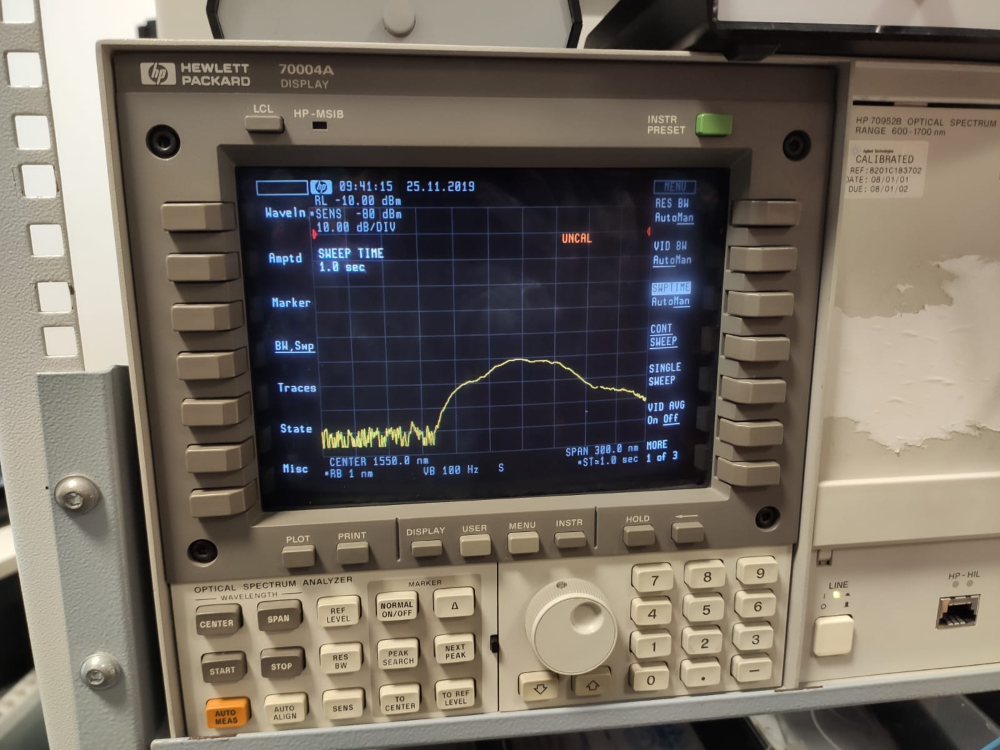 hp HEWLETT PACKARD
70004A
DISPLAY
LCL
HP-MSIB
INSTR
PRESET
hp 09:41:15 25.11.2019
RL -10.00 dBm
*SENS -80 dBm
10.00 dB/DIV
UNCAL
SWEEP TIME
1.0 sec
Waveln
Amptd
Marker
BW,Swp
Traces
State
Misc
MENU
RES BW
AutoMan
VID BW
AutoMan
SWPTIME
AutoMan
CONT
SWEEP
SINGLE
SWEEP
VID AVG
On Off
MORE
1 of 3
CENTER 1550.0 nm
SPAN 300.0 nm
*RB 1 nm
VB 100 Hz
S
*ST≃1.0 sec
PLOT
PRINT
DISPLAY
USER
MENU
INSTR
HOLD
OPTICAL SPECTRUM ANALYZER
WAVELENGTH
CENTER
SPAN
REF
LEVEL
START
STOP
RES
BW
AUTO
MEAS
AUTO
ALIGN
SENS
MARKER
NORMAL
ON/OFF
Δ
PEAK
SEARCH
NEXT
PEAK
TO
CENTER
TO REF
LEVEL
7 8 9
4 5 6
1 2 3
0 . -
HP 70952B OPTICAL SPECTRUM
RANGE 600-1700 nm
Agilent Technologies
CALIBRATED
REF:8201C183702
DATE: 08/01/01
DUE: 08/01/02
LINE
HP-HIL